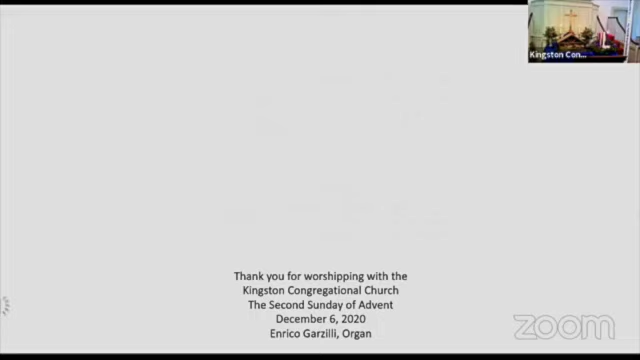 Kingston Con...
Thank you for worshipping with the
Kingston Congregational Church
The Second Sunday of Advent
December 6, 2020
Enrico Garzilli, Organ
zoom